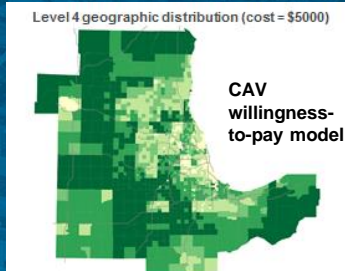 Level 4 geographic distribution (cost = $5000)
CAV
willingness-
to-pay model